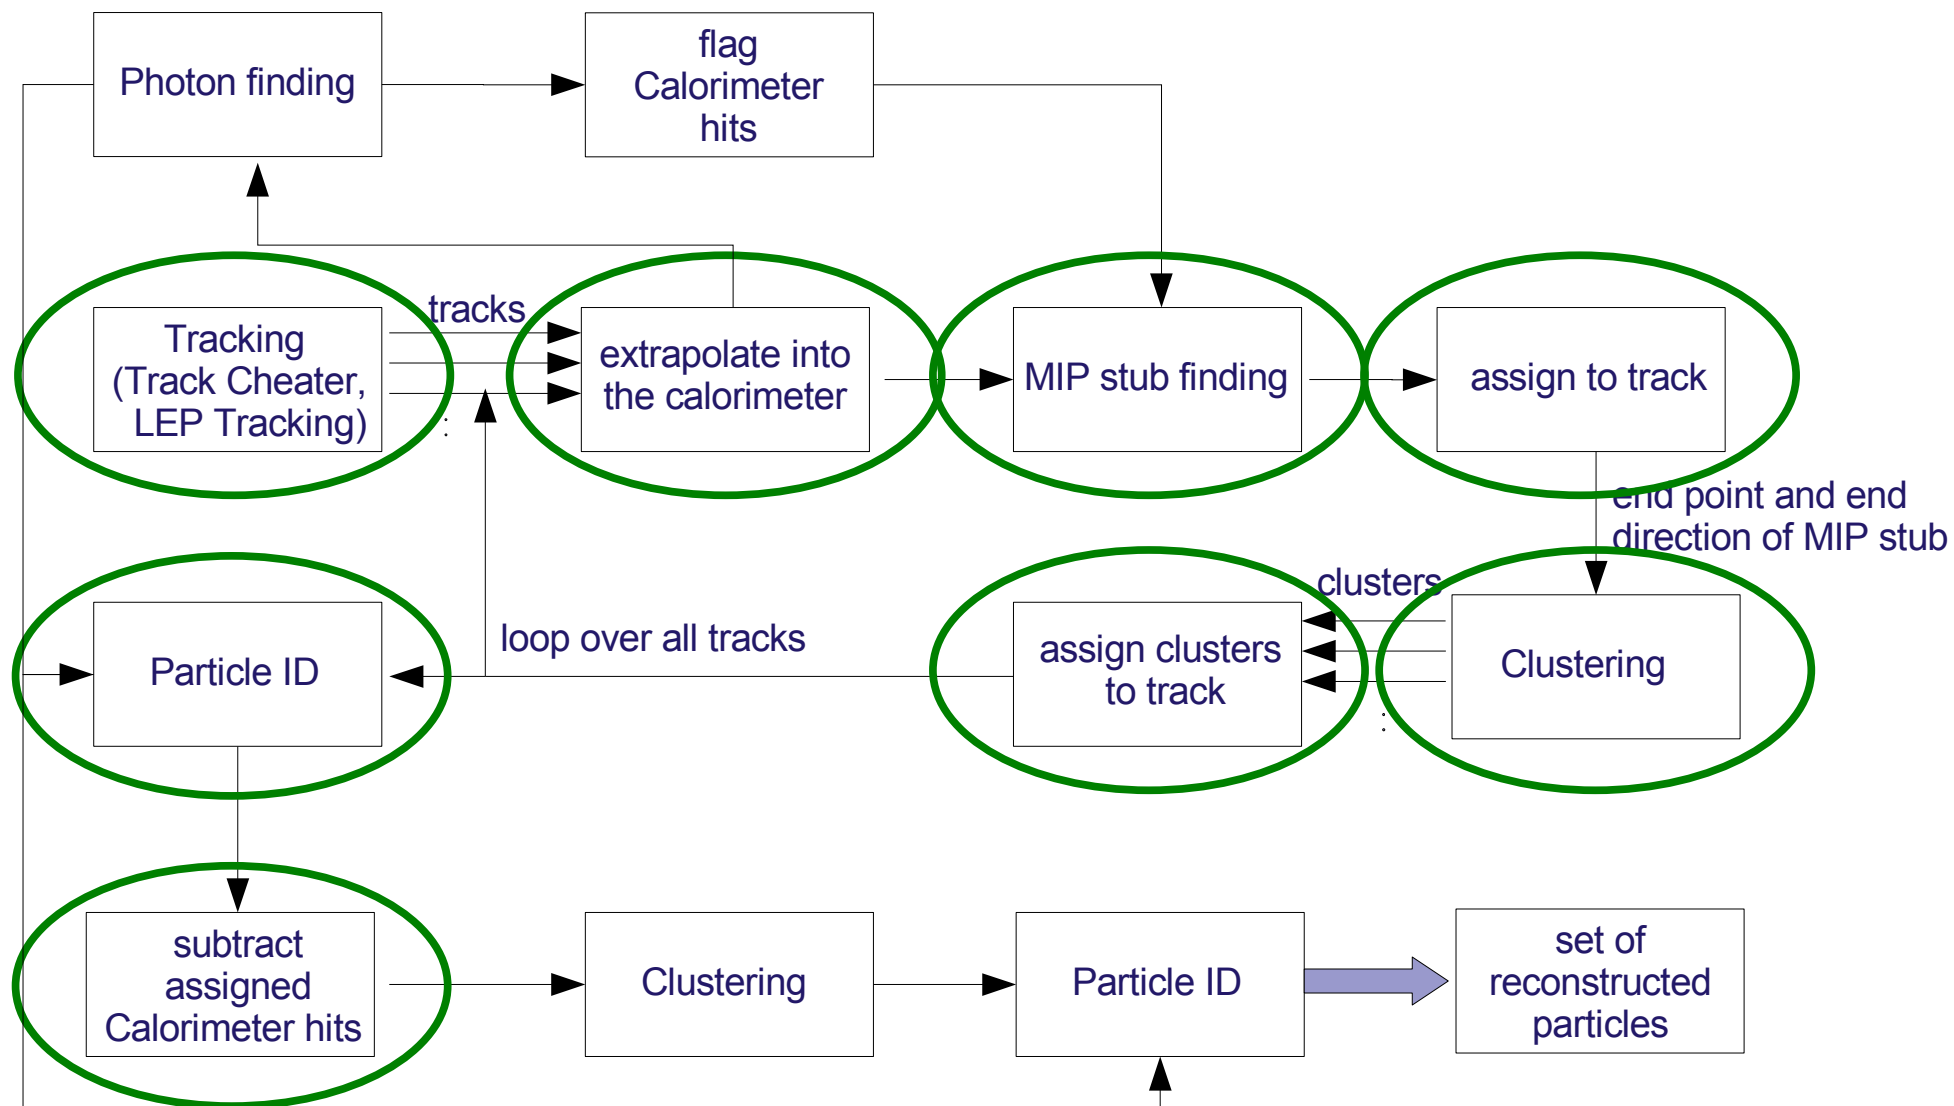 Photon finding
flag
Calorimeter
hits
tracks
Tracking
(Track Cheater,
LEP Tracking)
:
extrapolate into
the calorimeter
MIP stub finding
assign to track
end point and end
direction of MIP stub
clusters
Particle ID
loop over all tracks
assign clusters
to track
Clustering
:
subtract
assigned
Calorimeter hits
Clustering
Particle ID
set of
reconstructed
particles